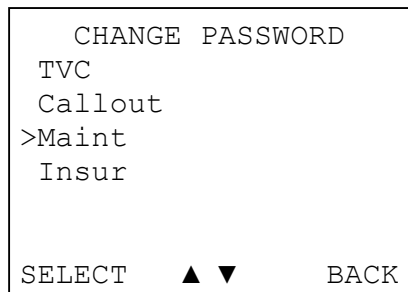 CHANGE PASSWORD
TVC
Callout
>Maint
Insur
SELECT ▲ ▼ BACK